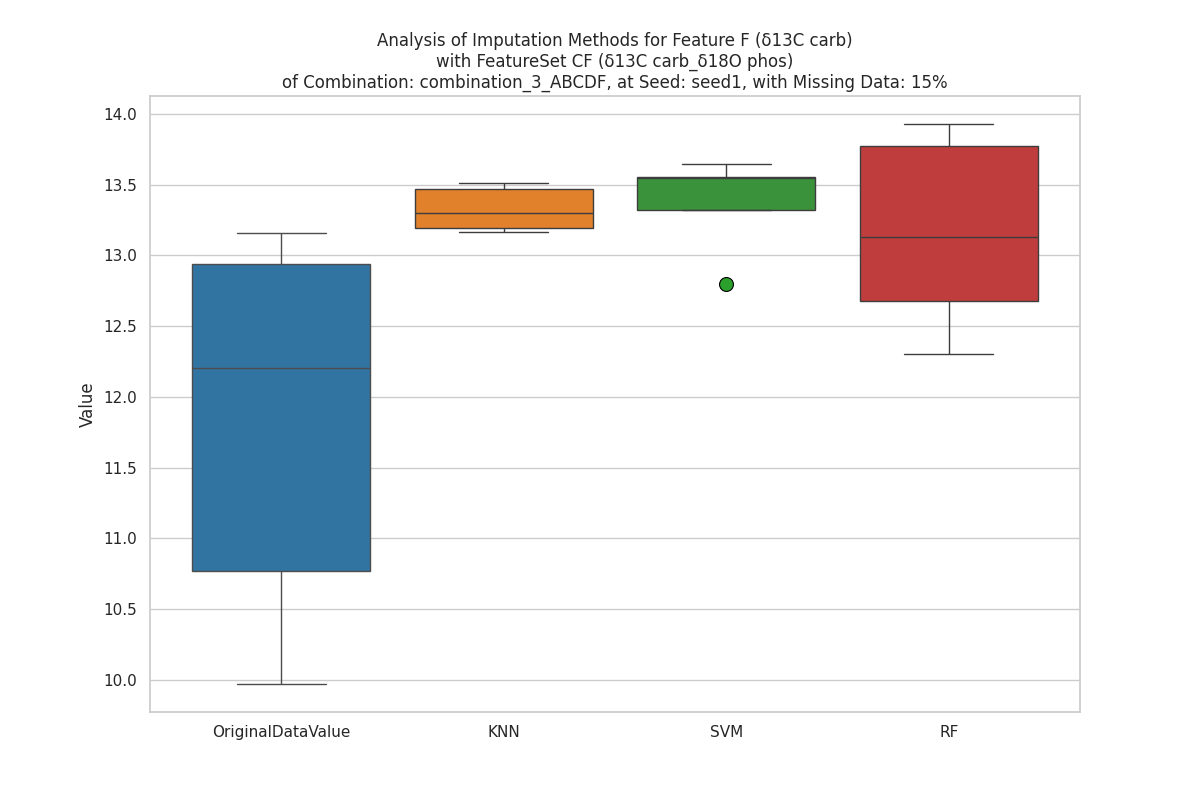 Analysis of Imputation Methods for Feature F (δ13C carb)
with FeatureSet CF (δ13C carb_δ18O phos)
of Combination: combination_3_ABCDF, at Seed: seed1, with Missing Data: 15%
14.0
13.5
13.0
12.5
12.0
11.5
11.0
10.5
10.0
Value
OriginalDataValue
KNN
SVM
RF